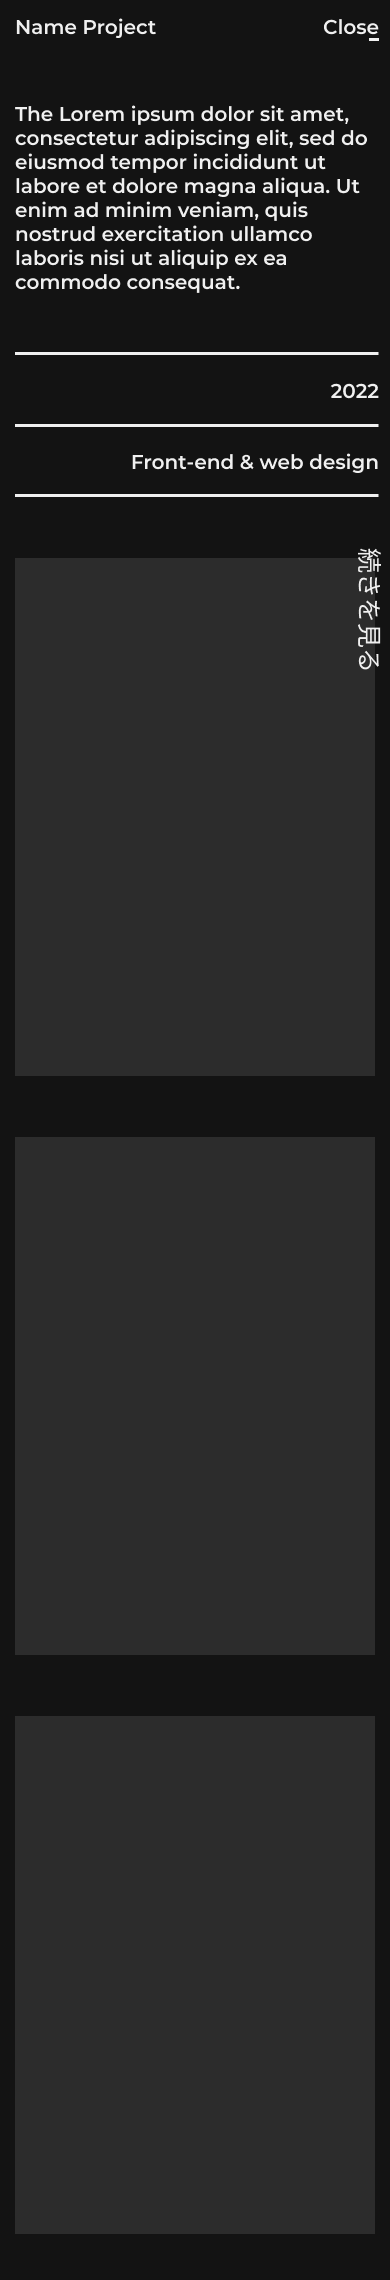 Name Project
Close
The Lorem ipsum dolor sit amet,
consectetur adipiscing elit, sed do
eiusmod tempor incididunt ut
labore et dolore magna aliqua. Ut
enim ad minim veniam, quis
nostrud exercitation ullamco
laboris nisi ut aliquip ex ea
commodo consequat.
2022
Front-end & web design
続きを見る